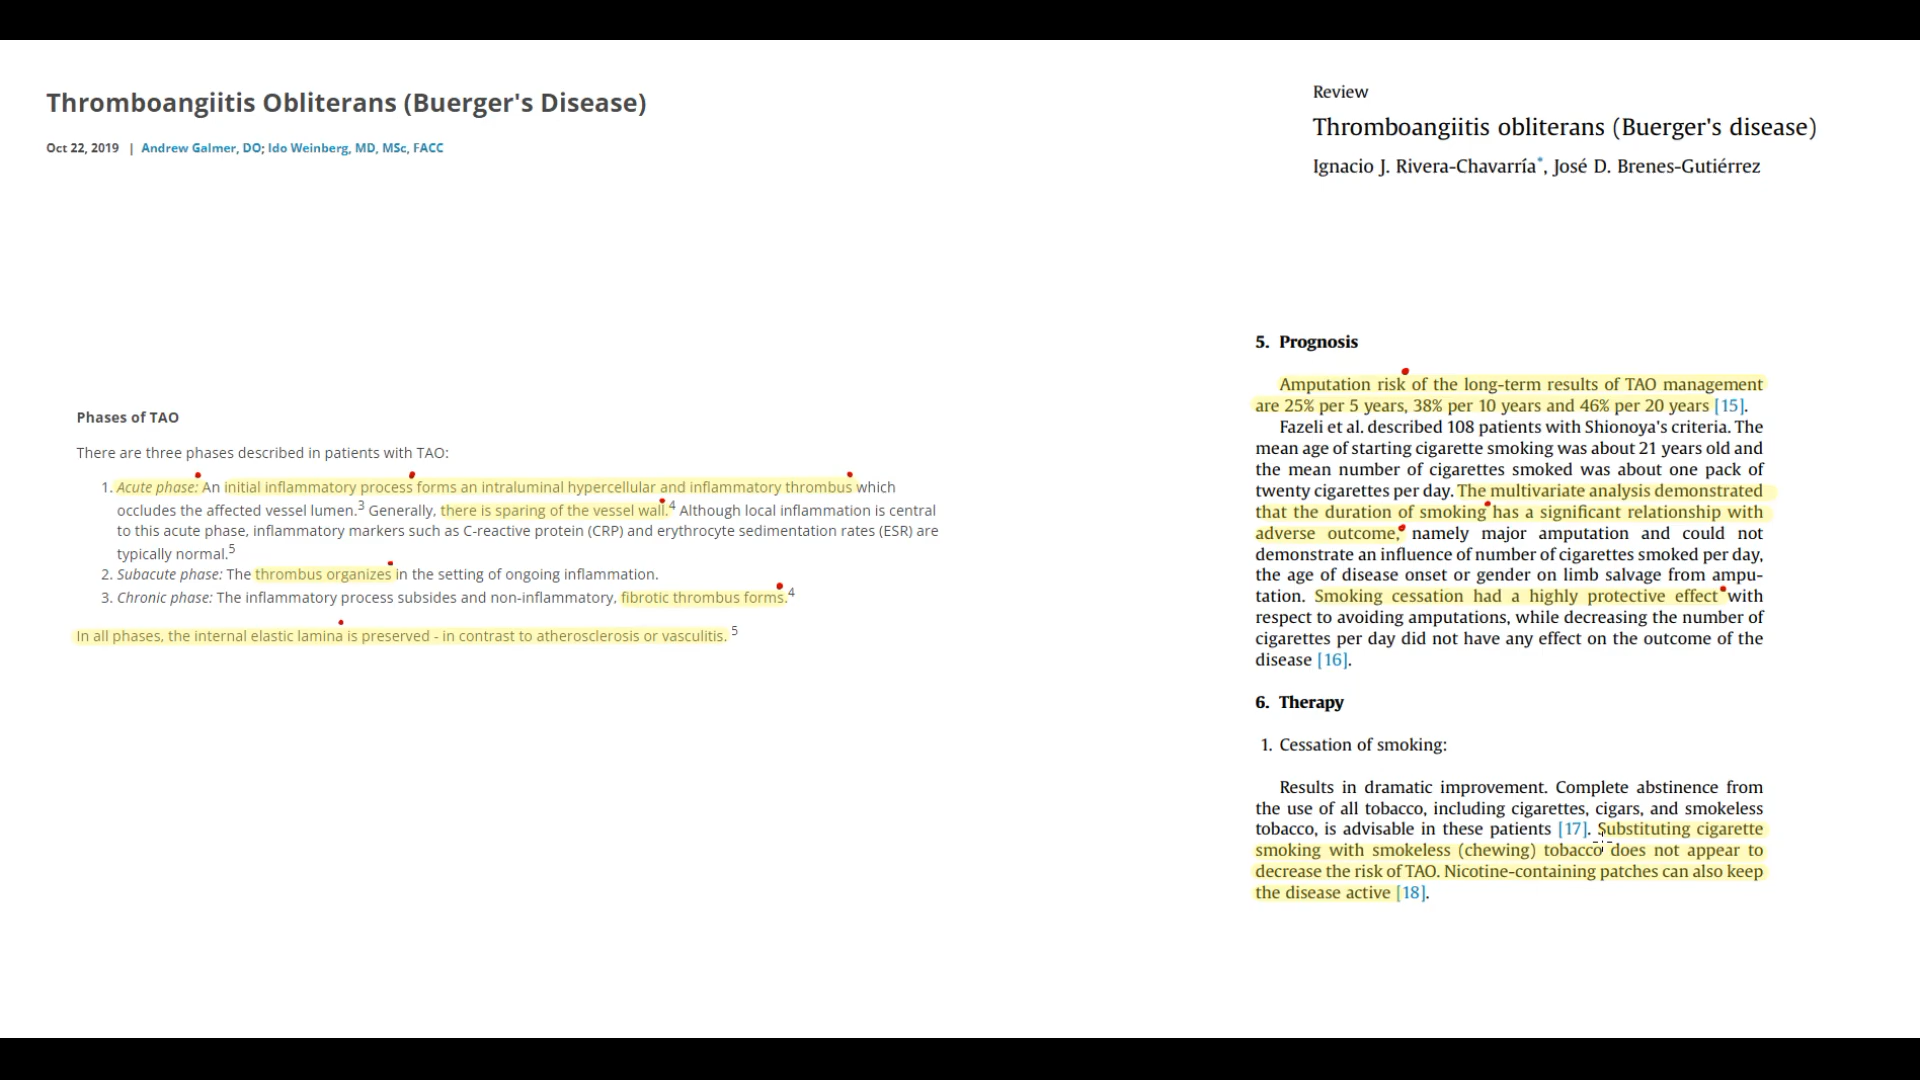 Thromboangiitis Obliterans (Buerger's Disease)
Oct 22, 2019 | Andrew Galmer, DO; Ido Weinberg, MD, MSc, FACC
Phases of TAO
There are three phases described in patients with TAO:
1. Acute phase: An initial inflammatory process forms an intraluminal hypercellular and inflammatory thrombus which
occludes the affected vessel lumen.3 Generally, there is sparing of the vessel wall.4 Although local inflammation is central
to this acute phase, inflammatory markers such as C-reactive protein (CRP) and erythrocyte sedimentation rates (ESR) are
typically normal.5
2. Subacute phase: The thrombus organizes in the setting of ongoing inflammation.
3. Chronic phase: The inflammatory process subsides and non-inflammatory, fibrotic thrombus forms.4
In all phases, the internal elastic lamina is preserved - in contrast to atherosclerosis or vasculitis. 5
Review
Thromboangiitis obliterans (Buerger's disease)
Ignacio J. Rivera-Chavarría*, José D. Brenes-Gutiérrez
5. Prognosis
Amputation risk of the long-term results of TAO management
are 25% per 5 years, 38% per 10 years and 46% per 20 years [15].
Fazeli et al. described 108 patients with Shionoya's criteria. The
mean age of starting cigarette smoking was about 21 years old and
the mean number of cigarettes smoked was about one pack of
twenty cigarettes per day. The multivariate analysis demonstrated
that the duration of smoking has a significant relationship with
adverse outcome, namely major amputation and could not
demonstrate an influence of number of cigarettes smoked per day,
the age of disease onset or gender on limb salvage from ampu-
tation. Smoking cessation had a highly protective effect with
respect to avoiding amputations, while decreasing the number of
cigarettes per day did not have any effect on the outcome of the
disease [16].
6. Therapy
1. Cessation of smoking:
Results in dramatic improvement. Complete abstinence from
the use of all tobacco, including cigarettes, cigars, and smokeless
tobacco, is advisable in these patients [17]. Substituting cigarette
smoking with smokeless (chewing) tobacco does not appear to
decrease the risk of TAO. Nicotine-containing patches can also keep
the disease active [18].